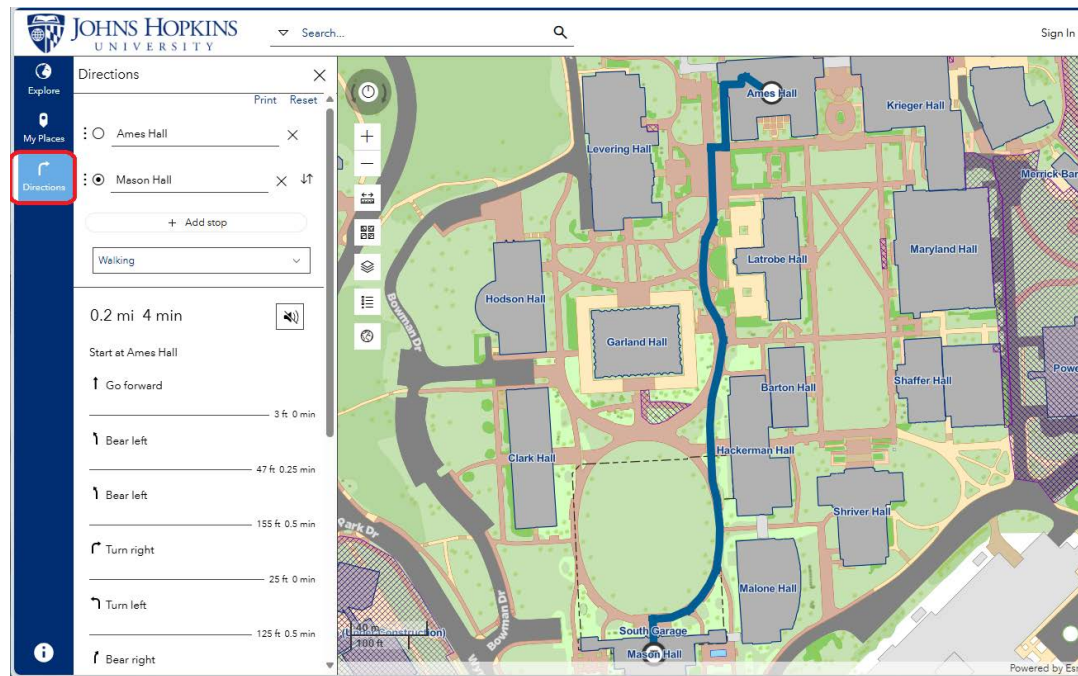 JOHNS HOPKINS
UNIVERSITY
Search...
Sign In
Explore
My Places
Directions
Directions
Print Reset
Ames Hall
Mason Hall
+ Add stop
Walking
0.2 mi 4 min
Start at Ames Hall
Go forward
3 ft 0 min
Bear left
47 ft 0.25 min
Bear left
155 ft 0.5 min
Turn right
25 ft 0 min
Turn left
125 ft 0.5 min
Bear right
Ames Hall
Krieger Hall
Levering Hall
Merrick Bar
Latrobe Hall
Maryland Hall
Hodson Hall
Bowman Dr
Garland Hall
Powe
Barton Hall
Shaffer Hall
Clark Hall
Hackerman Hall
Shriver Hall
Park Dr
Malone Hall
Bowman Dr
South Garage
Mason Hall
40 m
100 ft
Powered by Esr